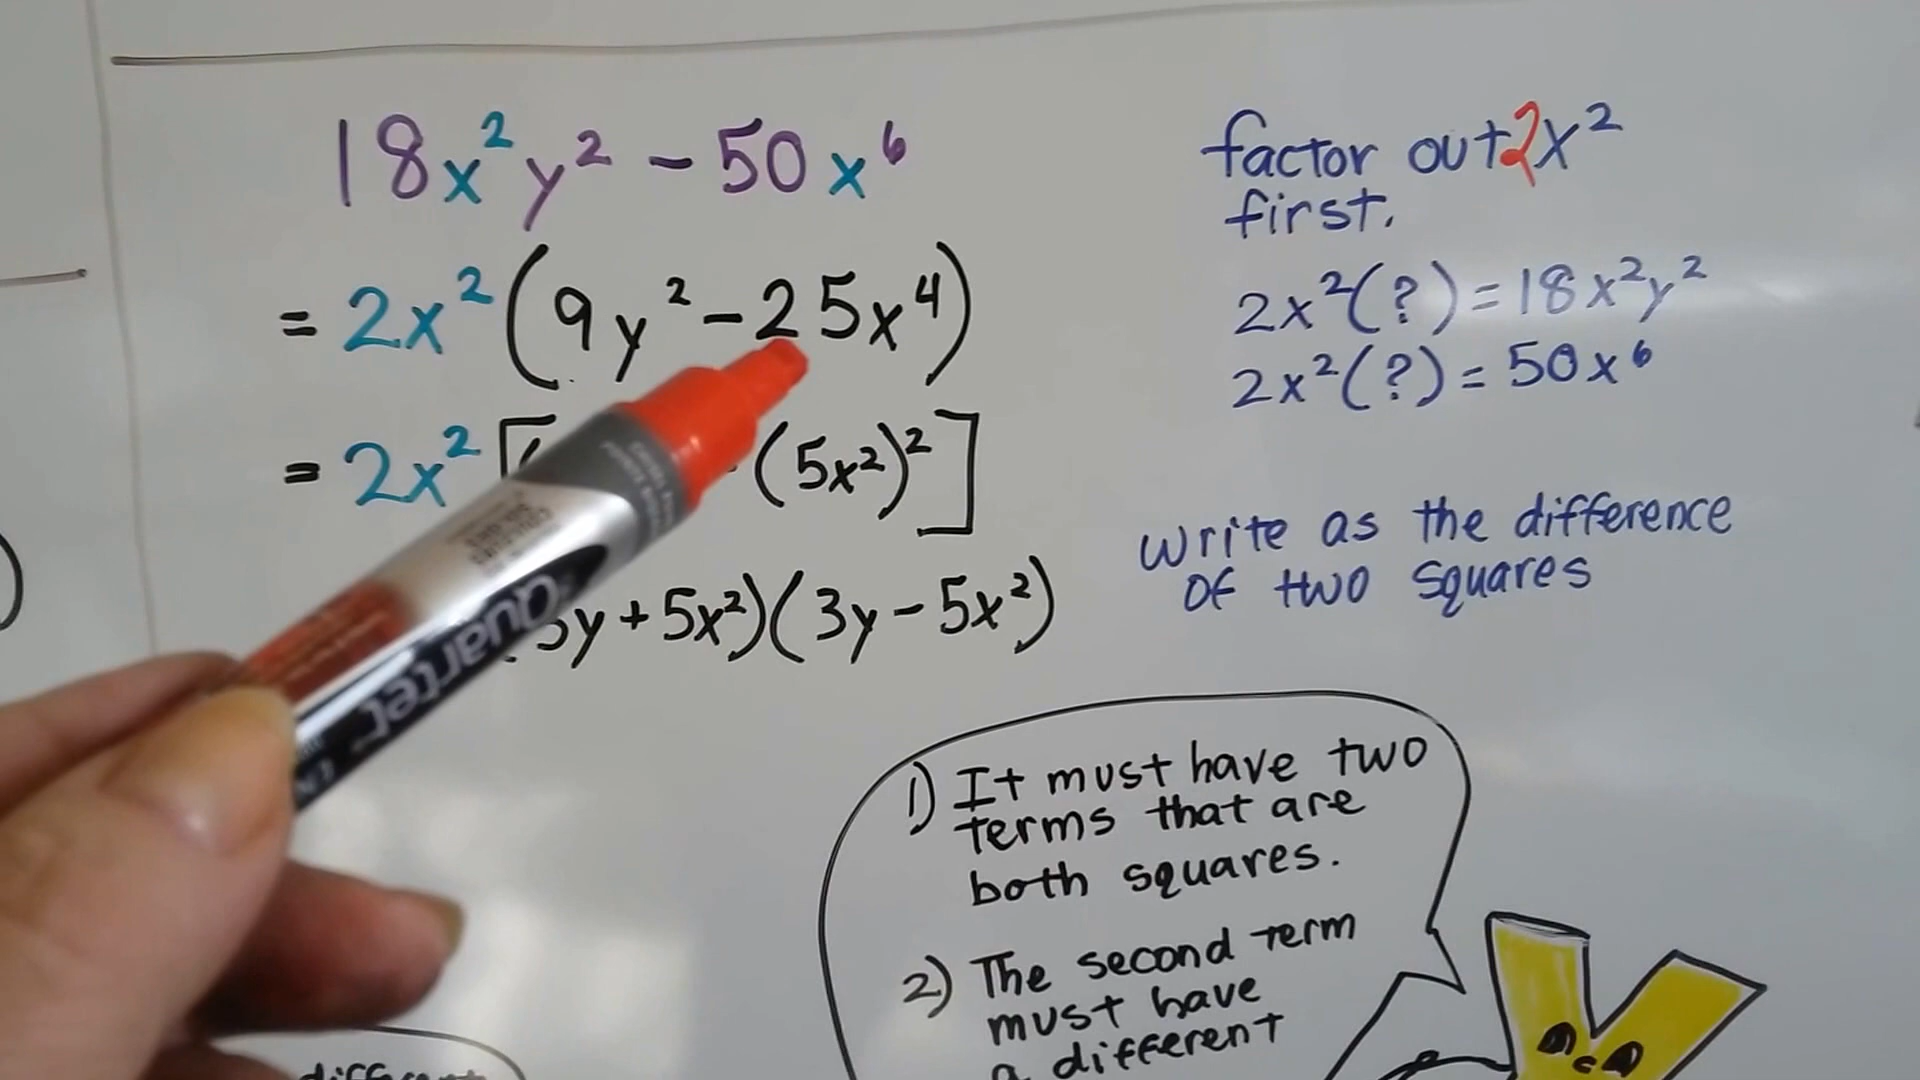 18x²y² - 50x⁶
= 2x² (9y² - 25x⁴)
= 2x² [ (5x²)² ]
y + 5x²)(3y - 5x²)
factor out 2x²
first.
2x²(?) = 18x²y²
2x²(?) = 50x⁶
write as the difference
of two squares
1) It must have two
terms that are
both squares.
2) The second term
must have
a different
Quartet
different